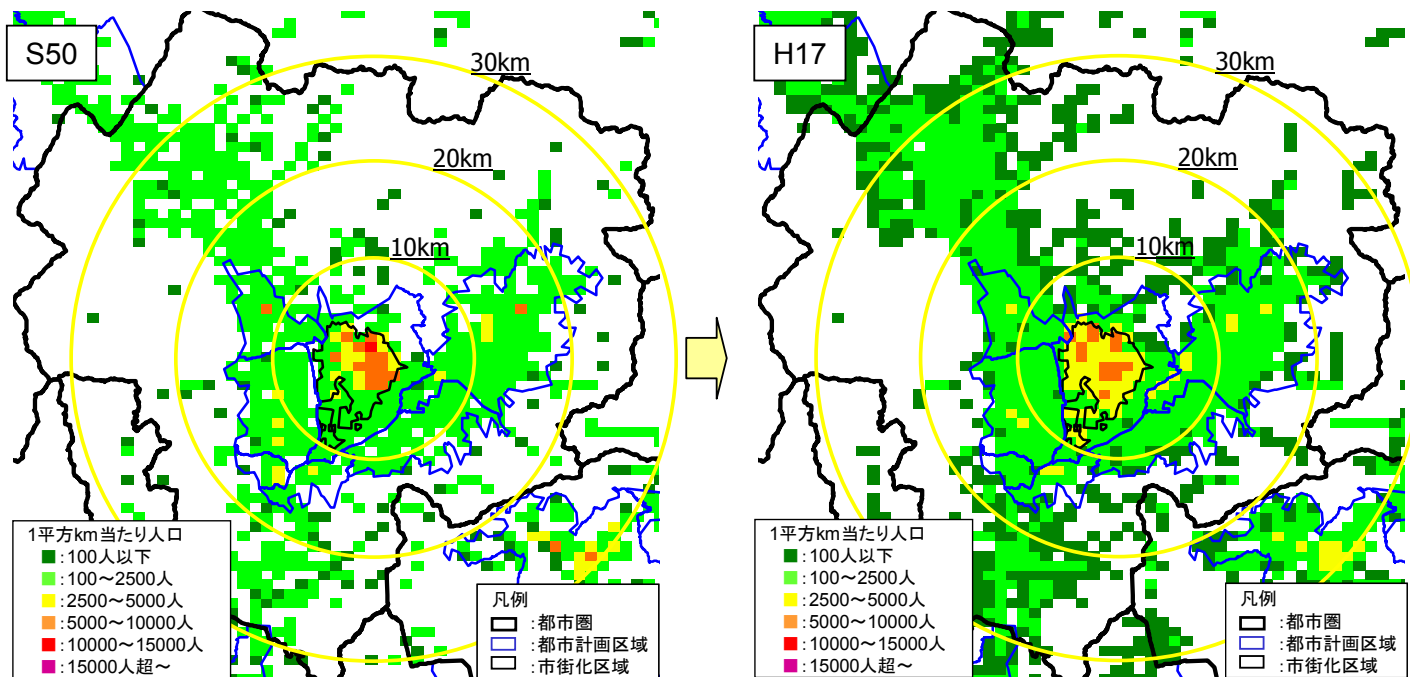 S50
30km
20km
10km
1平方km当たり人口
:100人以下
:100~2500人
:2500~5000人
:5000~10000人
:10000~15000人
:15000人超~
凡例
:都市圏
:都市計画区域
:市街化区域
H17
30km
20km
10km
1平方km当たり人口
:100人以下
:100~2500人
:2500~5000人
:5000~10000人
:10000~15000人
:15000人超~
凡例
:都市圏
:都市計画区域
:市街化区域